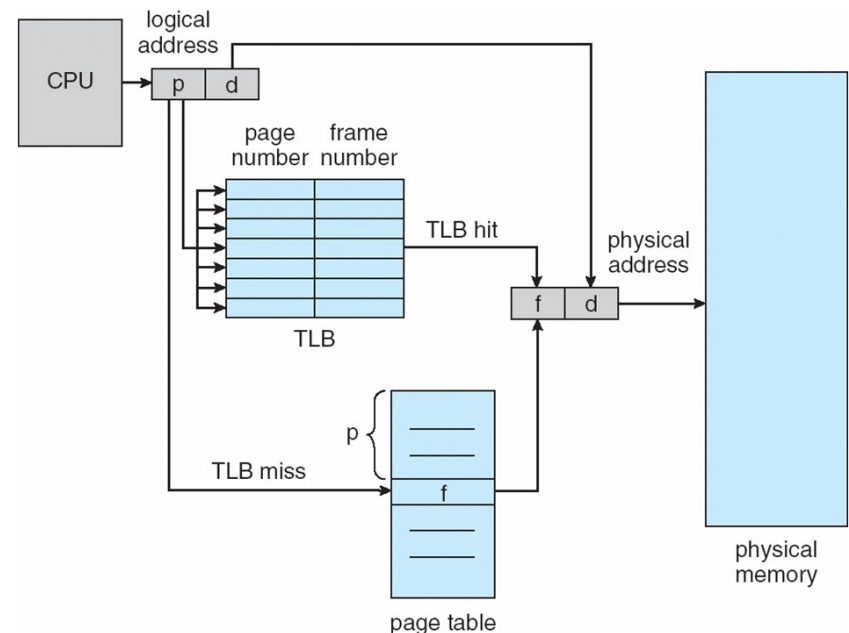 logical
address
CPU
p
d
page
number
frame
number
TLB hit
physical
address
f
d
TLB
p
TLB miss
f
page table
physical
memory